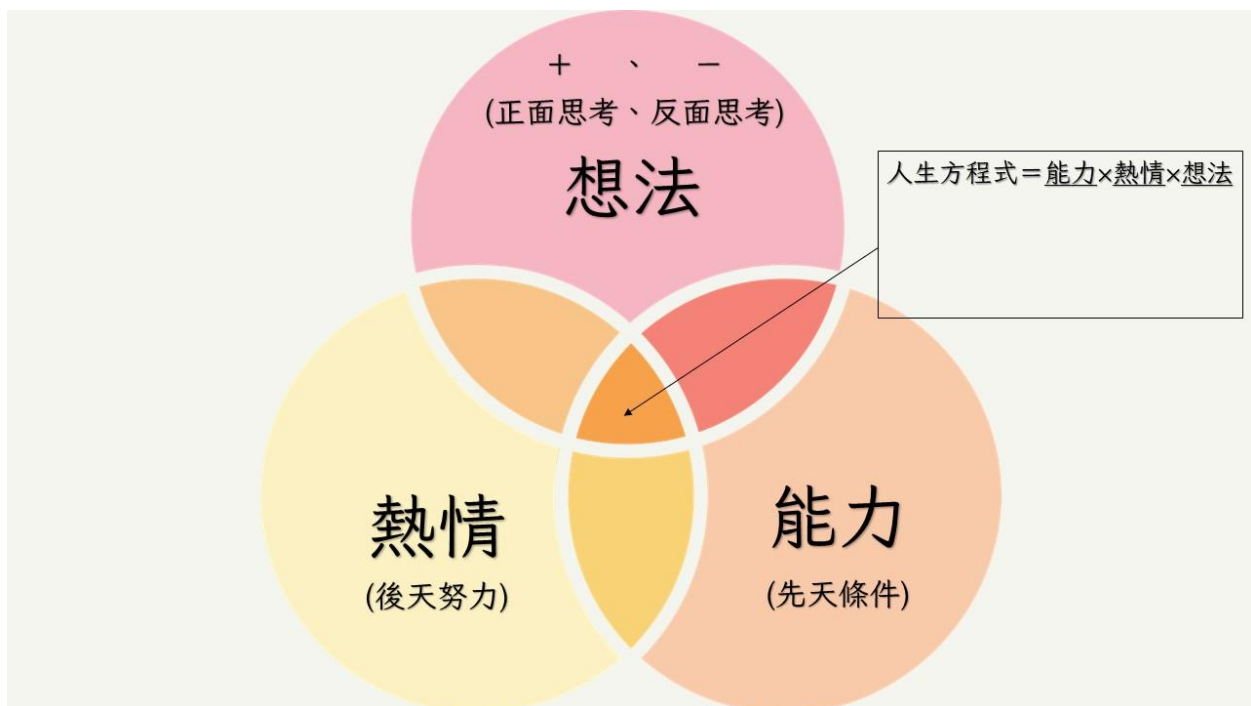 ＋　、　－
(正面思考、反面思考)
想法
人生方程式＝能力×熱情×想法
熱情
(後天努力)
能力
(先天條件)